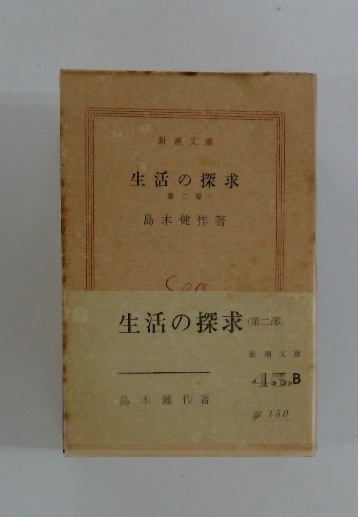 新潮文庫
生活の探求
第二部
島木健作著
生活の探求 (第二部)
新潮文庫
45.B
島木健作著
¥ 150